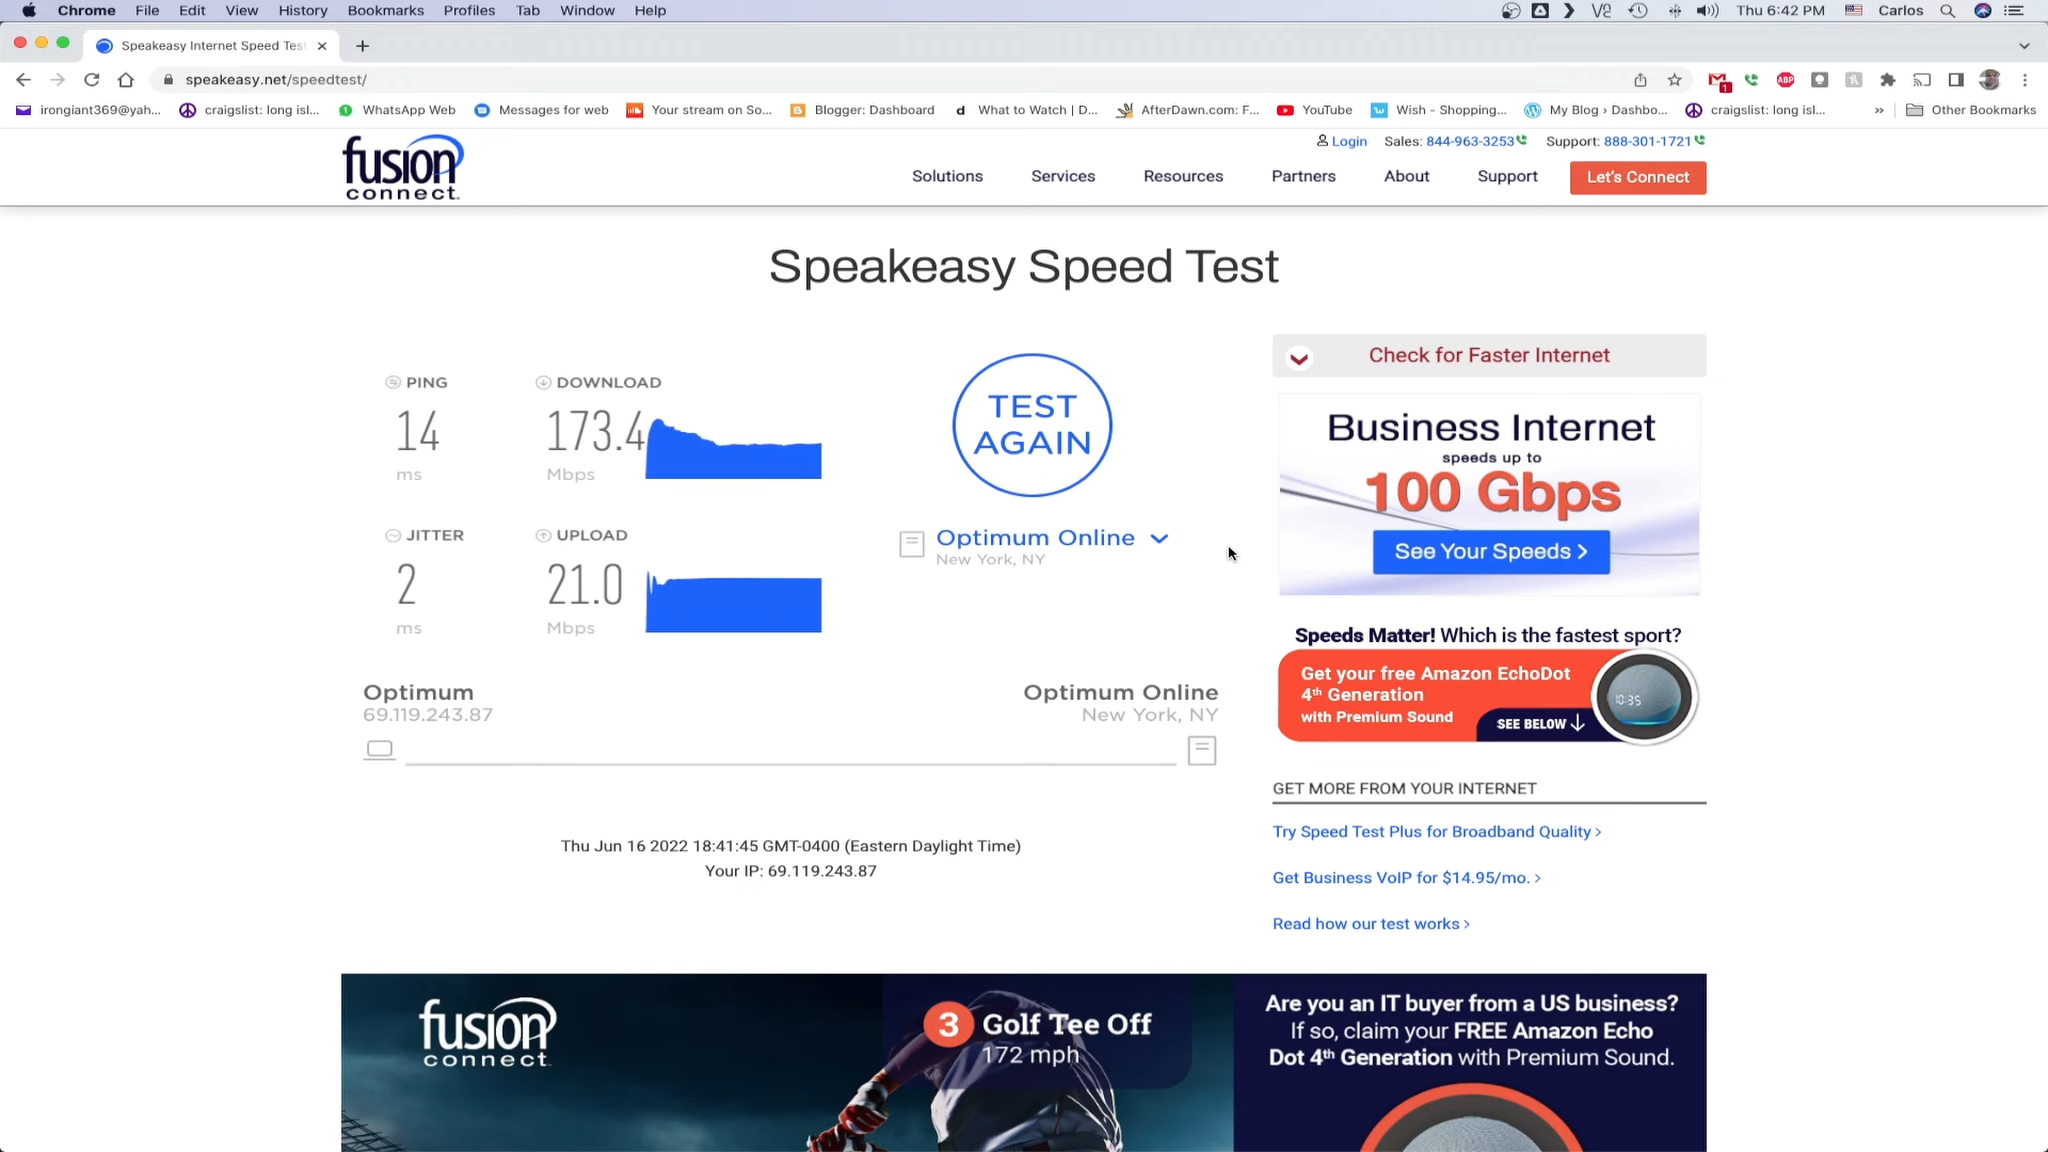 Chrome File Edit View History Bookmarks Profiles Tab Window Help
Thu 6:42 PM Carlos
Speakeasy Internet Speed Tes
speakeasy.net/speedtest/
1
ABP
irongiant369@yah... craigslist: long isl... WhatsApp Web Messages for web Your stream on So... Blogger: Dashboard What to Watch | D... AfterDawn.com: F... YouTube Wish - Shopping... My Blog › Dashbo... craigslist: long isl... » Other Bookmarks
fusion
connect
Login Sales: 844-963-3253 Support: 888-301-1721
Solutions Services Resources Partners About Support Let's Connect
Speakeasy Speed Test
PING
14
ms
DOWNLOAD
173.4
Mbps
JITTER
2
ms
UPLOAD
21.0
Mbps
TEST
AGAIN
Optimum Online
New York, NY
Optimum
69.119.243.87
Optimum Online
New York, NY
Thu Jun 16 2022 18:41:45 GMT-0400 (Eastern Daylight Time)
Your IP: 69.119.243.87
Check for Faster Internet
Business Internet
speeds up to
100 Gbps
See Your Speeds >
Speeds Matter! Which is the fastest sport?
Get your free Amazon EchoDot
4th Generation
with Premium Sound
SEE BELOW ↓
10:35
GET MORE FROM YOUR INTERNET
Try Speed Test Plus for Broadband Quality ›
Get Business VoIP for $14.95/mo. ›
Read how our test works ›
fusion
connect
3 Golf Tee Off
172 mph
Are you an IT buyer from a US business?
If so, claim your FREE Amazon Echo
Dot 4th Generation with Premium Sound.